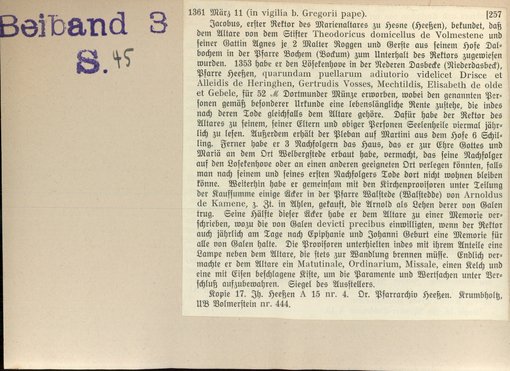 Beiband 3
S. 45
1361 März 11 (in vigilia b. Gregorii pape). [257
Jacobus, erster Rektor des Marienaltares zu Hesne (Heeßen), bekundet, daß
dem Altare von dem Stifter Theodoricus domicellus de Volmestene und
seiner Gattin Agnes je 2 Malter Roggen und Gerste aus seinem Hofe Dal-
bochem in der Pfarre Bochem (Bockum) zum Unterhalt des Rektors zugewiesen
wurden. 1353 habe er den Lösekenhove in der Nederen Dasbecke (Niederdasbeck),
Pfarre Heeßen, quarundam puellarum adiutorio videlicet Drisce et
Alleidis de Heringhen, Gertrudis Vosses, Mechtildis, Elisabeth de olde
et Gebele, für 52 ℳ Dortmunder Münze erworben, wobei den genannten Per-
sonen gemäß besonderer Urkunde eine lebenslängliche Rente zustehe, die indes
nach deren Tode gleichfalls dem Altare gehöre. Dafür habe der Rektor des
Altares zu seinem, seiner Eltern und obiger Personen Seelenheile viermal jähr-
lich zu lesen. Außerdem erhält der Pleban auf Martini aus dem Hofe 6 Schil-
ling. Ferner habe er 3 Nachfolgern das Haus, das er zur Ehre Gottes und
Mariä an dem Ort Welbergstede erbaut habe, vermacht, das seine Nachfolger
auf den Lösekenhove oder an einen anderen geeigneten Ort verlegen könnten, falls
man nach seinem und seines ersten Nachfolgers Tode dort nicht wohnen bleiben
könne. Weiterhin habe er gemeinsam mit den Kirchenprovisoren unter Teilung
der Kaufsumme einige Äcker in der Pfarre Walstede (Walstedde) von Arnoldus
de Kamene, z. Zt. in Ahlen, gekauft, die Arnold als Lehen derer von Galen
trug. Seine Hälfte dieser Äcker habe er dem Altare zu einer Memorie ver-
schrieben, wozu die von Galen devicti precibus einwilligten, wenn der Rektor
auch jährlich am Tage nach Epiphanie und Johanni Geburt eine Memorie für
alle von Galen halte. Die Provisoren unterhielten indes mit ihrem Anteile eine
Lampe neben dem Altare, die stets zur Wandlung brennen müsse. Endlich ver-
machte er dem Altare ein Matutinale, Ordinarium, Missale, einen Kelch und
eine mit Eisen beschlagene Kiste, um die Paramente und Wertsachen unter Ver-
schluß aufzubewahren. Siegel des Ausstellers.
Kopie 17. Jh. Heeßen A 15 nr. 4. Or. Pfarrarchiv Heeßen. Krumbholtz,
UB Volmerstein nr. 444.